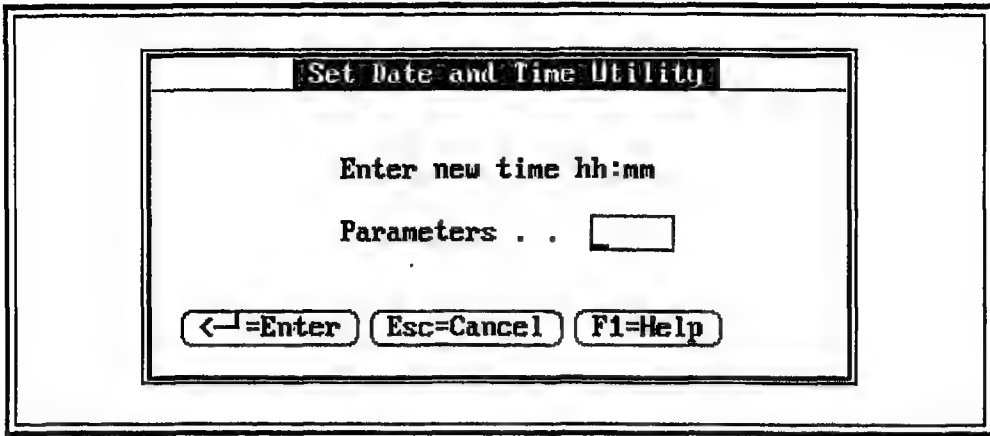 Set Date and Time Utility
Enter new time hh:mm
Parameters . .
<┘=Enter Esc=Cancel F1=Help